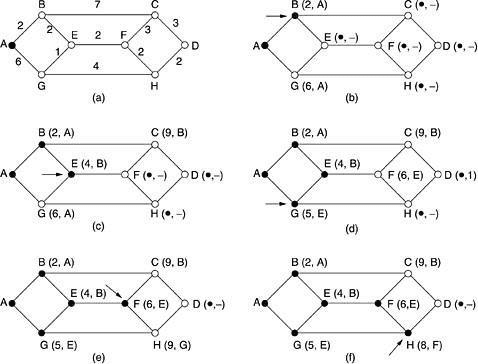 B 7 C
2 2 3 3
A E 2 F D
6 1 2 2
G 4 H
(a)
B (2, A) C (●, –)
A E (●, –) F (●, –) D (●, –)
G (6, A) H (●, –)
(b)
B (2, A) C (9, B)
A E (4, B) F (●, –) D (●, –)
G (6, A) H (●, –)
(c)
B (2, A) C (9, B)
A E (4, B) F (6, E) D (●,1)
G (5, E) H (●, –)
(d)
B (2, A) C (9, B)
A E (4, B) F (6, E) D (●,–)
G (5, E) H (9, G)
(e)
B (2, A) C (9, B)
A E (4, B) F (6,E) D (●,–)
G (5, E) H (8, F)
(f)